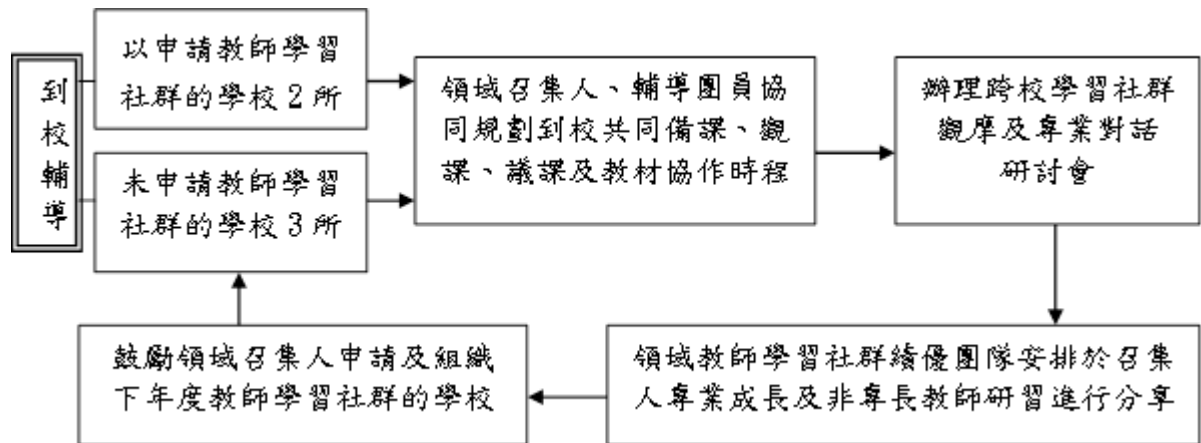 到校輔導
以申請教師學習
社群的學校2所
未申請教師學習
社群的學校3所
領域召集人、輔導團員協
同規劃到校共同備課、觀
課、議課及教材協作時程
辦理跨校學習社群
觀摩及專業對話
研討會
領域教師學習社群績優團隊安排於召集
人專業成長及非專長教師研習進行分享
鼓勵領域召集人申請及組織
下年度教師學習社群的學校